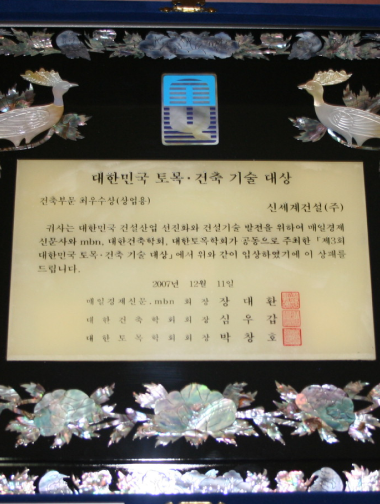 대한민국 토목·건축 기술 대상
건축부문 최우수상(상업용)
신세계건설(주)
귀사는 대한민국 건설산업 선진화와 건설기술 발전을 위하여 매일경제
신문사와 mbn, 대한건축학회, 대한토목학회가 공동으로 주최한 「제3회
대한민국 토목·건축 기술 대상」에서 위와 같이 입상하였기에 이 상패를
드립니다.
2007년 12월 11일
매일경제신문.mbn 회장 장대환
대한건축학회회장 심우갑
대한토목학회회장 박창호